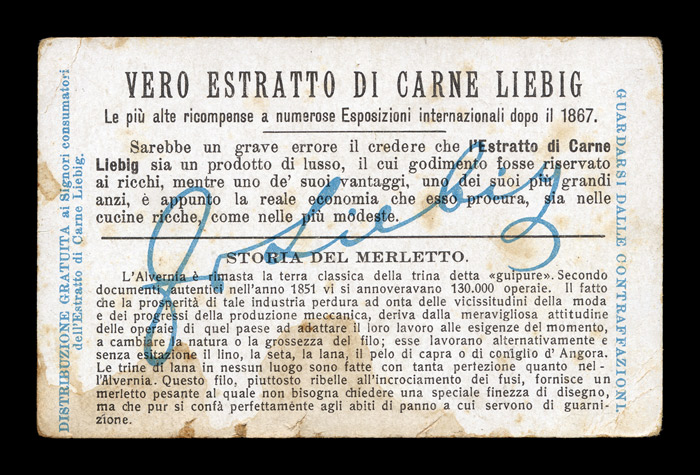 VERO ESTRATTO DI CARNE LIEBIG
Le più alte ricompense a numerose Esposizioni internazionali dopo il 1867.
Sarebbe un grave errore il credere che l'Estratto di Carne
Liebig sia un prodotto di lusso, il cui godimento fosse riservato
ai ricchi, mentre uno de' suoi vantaggi, uno dei suoi più grandi
anzi, è appunto la reale economia che esso procura, sia nelle
cucine ricche, come nelle più modeste.
STORIA DEL MERLETTO.
L'Alvernia è rimasta la terra classica della trina detta «guipure». Secondo
documenti autentici nell'anno 1851 vi si annoveravano 130.000 operaie. Il fatto
che la prosperità di tale industria perdura ad onta delle vicissitudini della moda
e dei progressi della produzione meccanica, deriva dalla meravigliosa attitudine
delle operaie di quel paese ad adattare il loro lavoro alle esigenze del momento,
a cambiare la natura o la grossezza del filo; esse lavorano alternativamente e
senza esitazione il lino, la seta, la lana, il pelo di capra o di coniglio d'Angora.
Le trine di lana in nessun luogo sono fatte con tanta perfezione quanto nel-
l'Alvernia. Questo filo, piuttosto ribelle all'incrociamento dei fusi, fornisce un
merletto pesante al quale non bisogna chiedere una speciale finezza di disegno,
ma che pur si confà perfettamente agli abiti di panno a cui servono di guarni-
zione.
DISTRIBUZIONE GRATUITA ai Signori consumatori
dell'Estratto di Carne Liebig.
GUARDARSI DALLE CONTRAFFAZIONI
J. v. Liebig